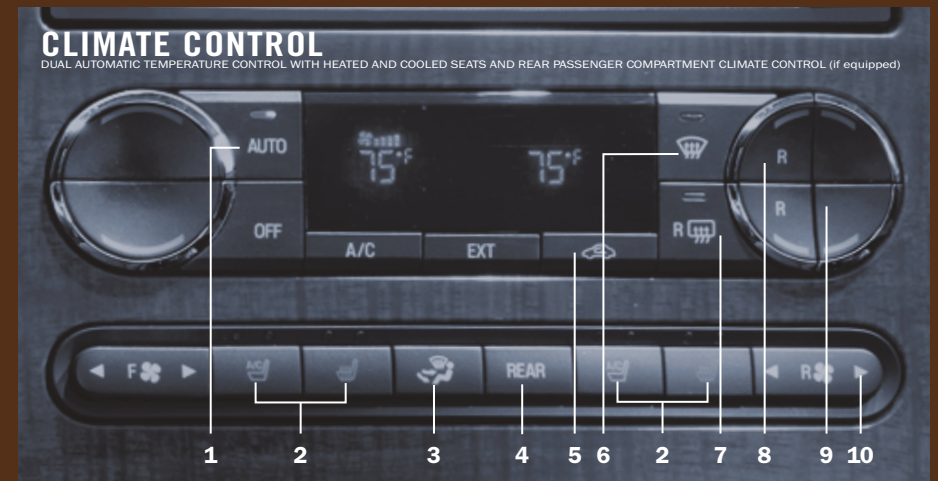 CLIMATE CONTROL
DUAL AUTOMATIC TEMPERATURE CONTROL WITH HEATED AND COOLED SEATS AND REAR PASSENGER COMPARTMENT CLIMATE CONTROL (if equipped)
AUTO
75°F 75°F
R
R
OFF
R
A/C EXT
F A/C REAR A/C R
1 2 3 4 5 6 2 7 8 9 10